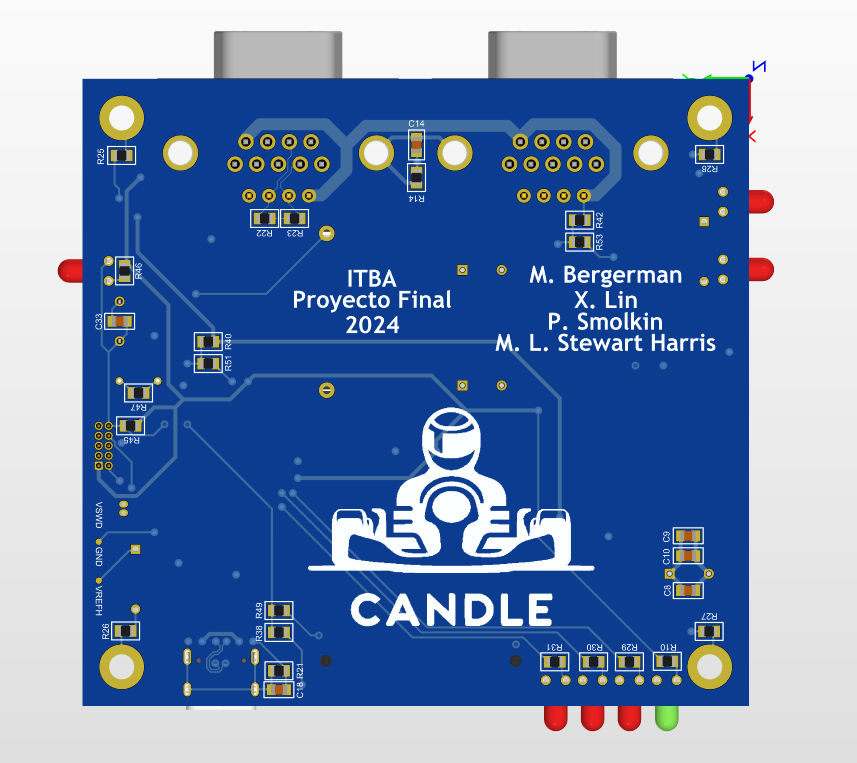 C14
R25
R28
R14
R22
R23
R42
R53
R46
ITBA
Proyecto Final
2024
M. Bergerman
X. Lin
P. Smolkin
M. L. Stewart Harris
C33
R40
R51
R47
R45
VSWD
GND
VREFH
C9
C10
C8
CANDLE
R49
R38
R26
R27
R21
C18
R31
R30
R29
R10